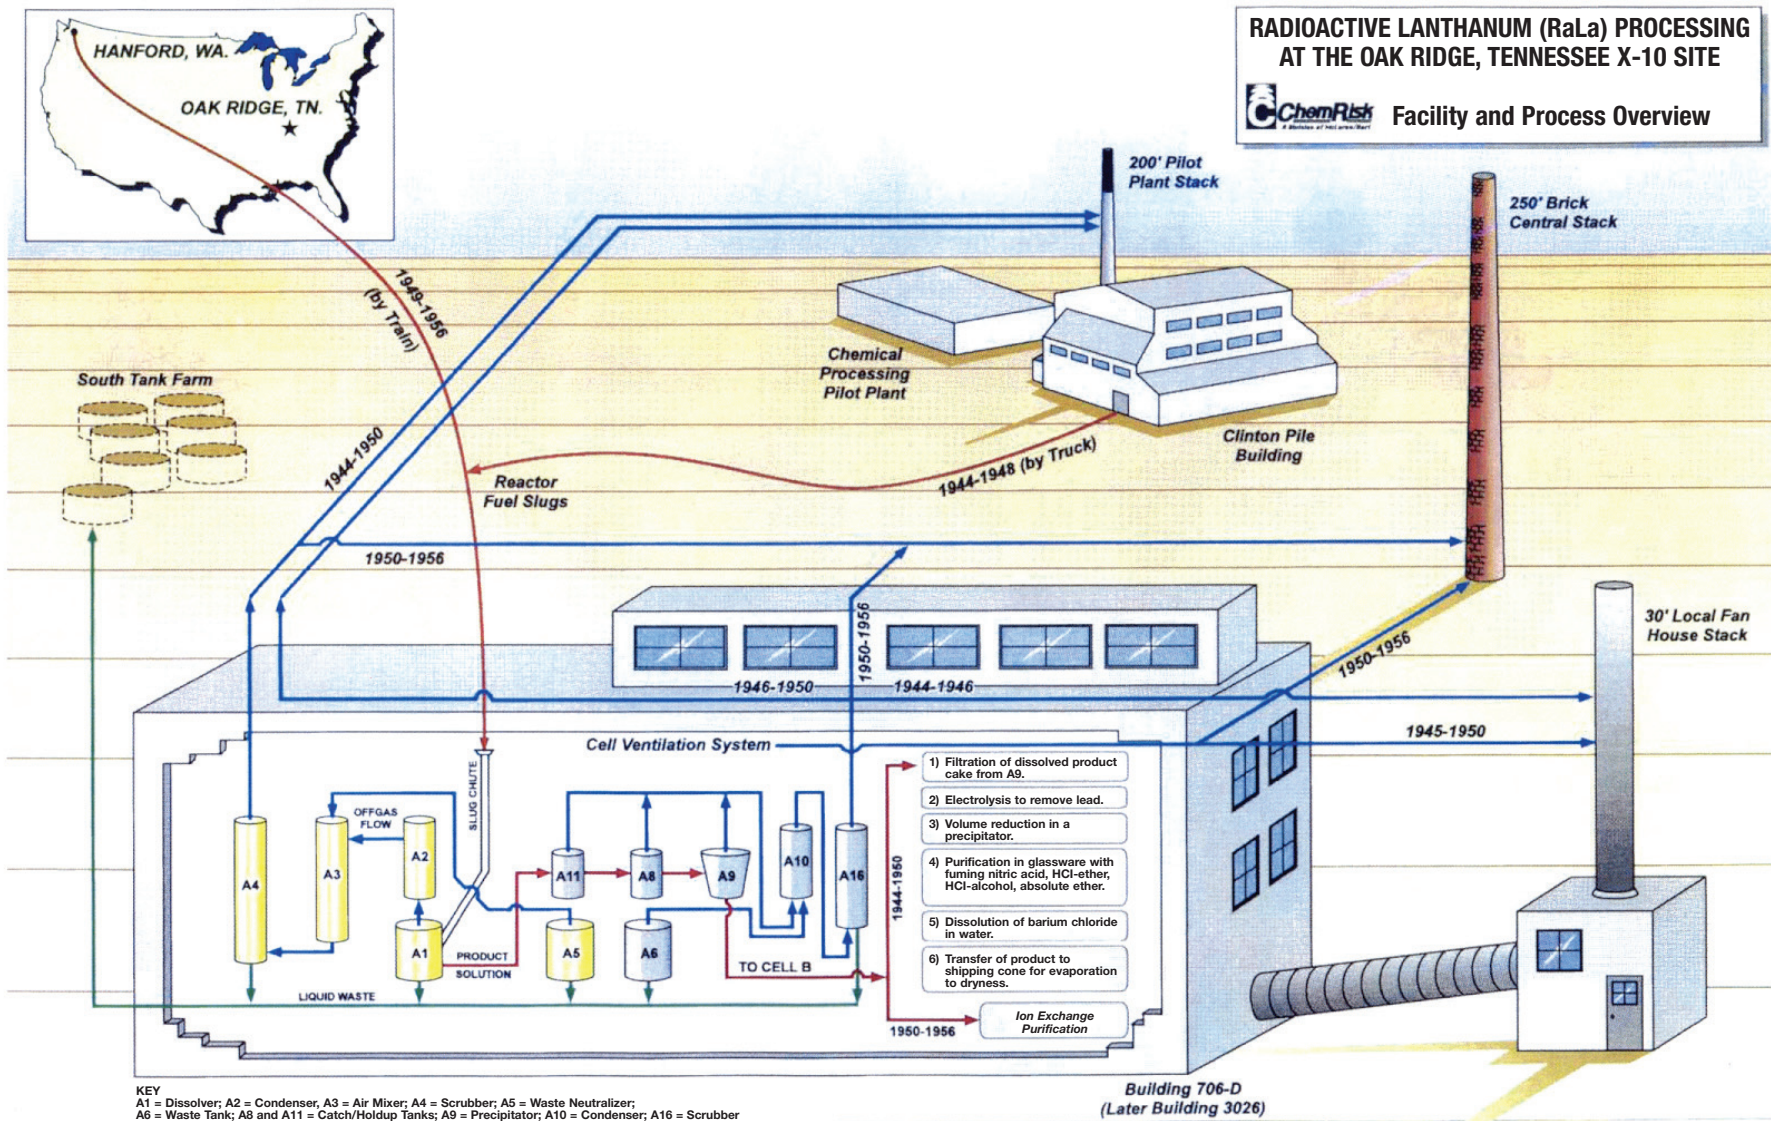 RADIOACTIVE LANTHANUM (RaLa) PROCESSING
AT THE OAK RIDGE, TENNESSEE X-10 SITE
ChemRisk
A Division of McLaren/Hart
Facility and Process Overview
HANFORD, WA.
OAK RIDGE, TN.
200' Pilot
Plant Stack
250' Brick
Central Stack
1949-1956
(by Train)
South Tank Farm
Chemical
Processing
Pilot Plant
Clinton Pile
Building
1944-1950
1944-1948 (by Truck)
Reactor
Fuel Slugs
1950-1956
30' Local Fan
House Stack
1950-1956
1950-1956
1946-1950
1944-1946
Cell Ventilation System
1945-1950
SLUG CHUTE
OFFGAS
FLOW
A4
A3
A2
A1
A11
A8
A9
A10
A16
A5
A6
PRODUCT
SOLUTION
TO CELL B
LIQUID WASTE
1944-1950
1) Filtration of dissolved product
cake from A9.
2) Electrolysis to remove lead.
3) Volume reduction in a
precipitator.
4) Purification in glassware with
fuming nitric acid, HCl-ether,
HCl-alcohol, absolute ether.
5) Dissolution of barium chloride
in water.
6) Transfer of product to
shipping cone for evaporation
to dryness.
1950-1956
Ion Exchange
Purification
Building 706-D
(Later Building 3026)
KEY
A1 = Dissolver; A2 = Condenser, A3 = Air Mixer; A4 = Scrubber; A5 = Waste Neutralizer;
A6 = Waste Tank; A8 and A11 = Catch/Holdup Tanks; A9 = Precipitator; A10 = Condenser; A16 = Scrubber